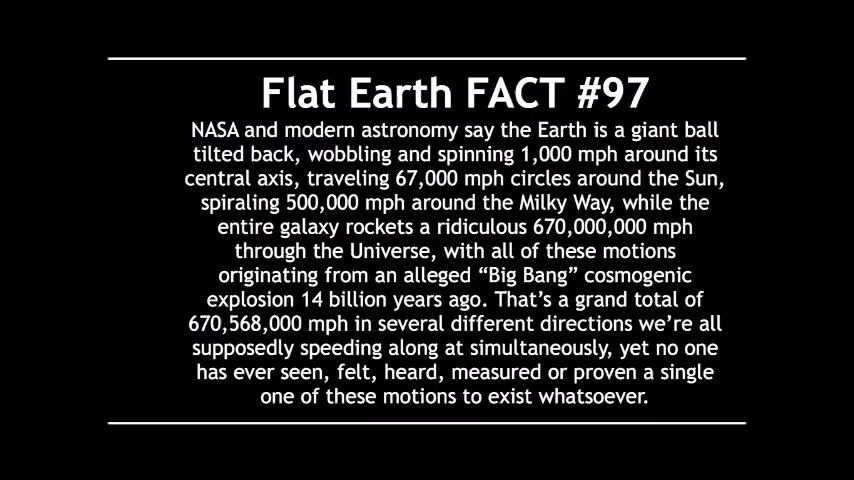 Flat Earth FACT #97
NASA and modern astronomy say the Earth is a giant ball
tilted back, wobbling and spinning 1,000 mph around its
central axis, traveling 67,000 mph circles around the Sun,
spiraling 500,000 mph around the Milky Way, while the
entire galaxy rockets a ridiculous 670,000,000 mph
through the Universe, with all of these motions
originating from an alleged “Big Bang” cosmogenic
explosion 14 billion years ago. That’s a grand total of
670,568,000 mph in several different directions we’re all
supposedly speeding along at simultaneously, yet no one
has ever seen, felt, heard, measured or proven a single
one of these motions to exist whatsoever.